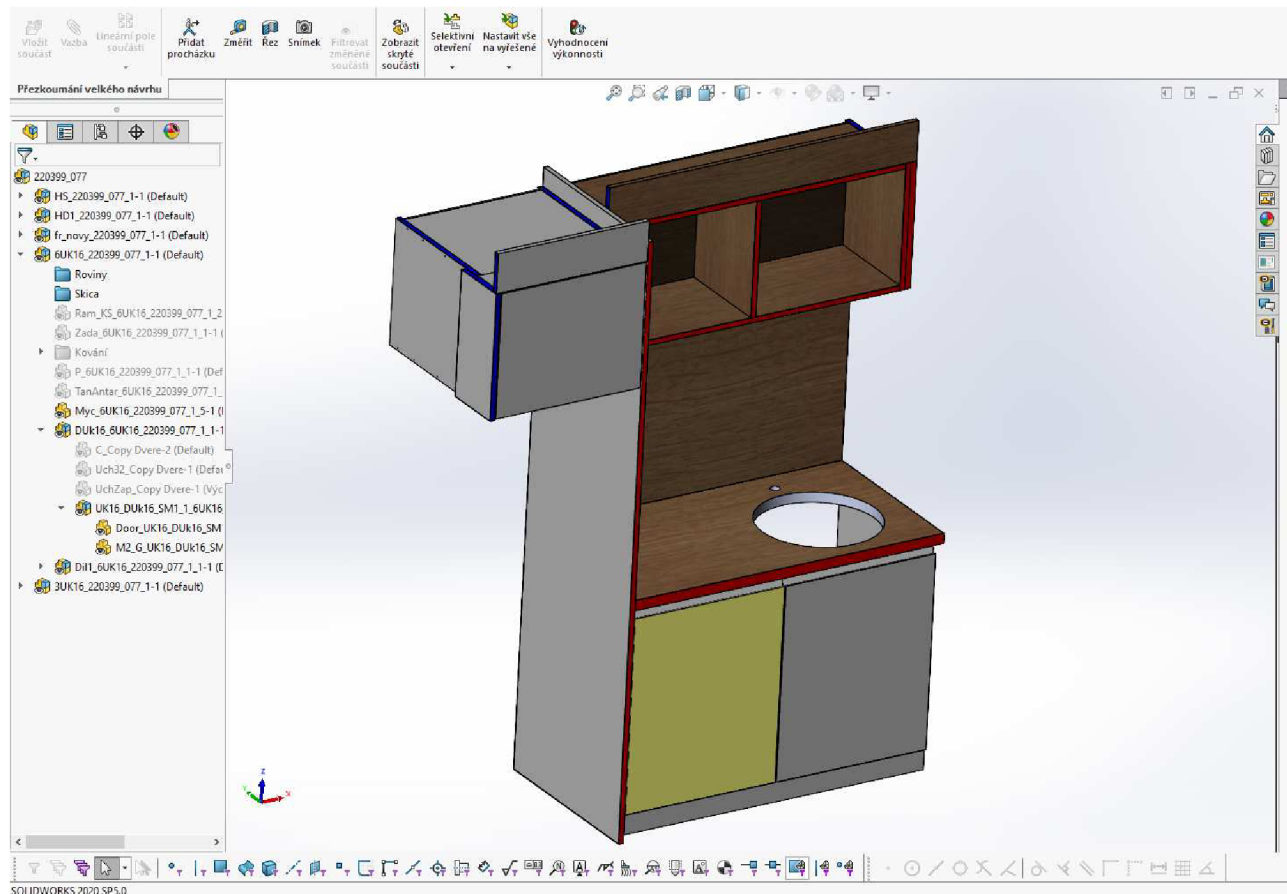 Vložit
součást
Vazba
Lineární pole
součástí
Přidat
procházku
Změřit
Řez
Snímek
Filtrovat
změněné
součásti
Zobrazit
skryté
součásti
Selektivní
otevření
Nastavit vše
na vyřešené
Vyhodnocení
výkonnosti
Přezkoumání velkého návrhu
220399_077
HS_220399_077_1-1 (Default)
HD1_220399_077_1-1 (Default)
fr_novy_220399_077_1-1 (Default)
6UK16_220399_077_1-1 (Default)
Roviny
Skica
Ram_KS_6UK16_220399_077_1_2
Zada_6UK16_220399_077_1_1-1 (
Kování
P_6UK16_220399_077_1_1-1 (Def
TanAntar_6UK16_220399_077_1_
Myc_6UK16_220399_077_1_5-1 (
DUk16_6UK16_220399_077_1_1-1
C_Copy Dvere-2 (Default)
Uch32_Copy Dvere-1 (Defau
UchZap_Copy Dvere-1 (Výc
UK16_DUk16_SM1_1_6UK16
Door_UK16_DUk16_SM
M2_G_UK16_DUk16_SM
Dil1_6UK16_220399_077_1_1-1 (D
3UK16_220399_077_1-1 (Default)
Z
Y
X
SOLIDWORKS 2020 SP5.0